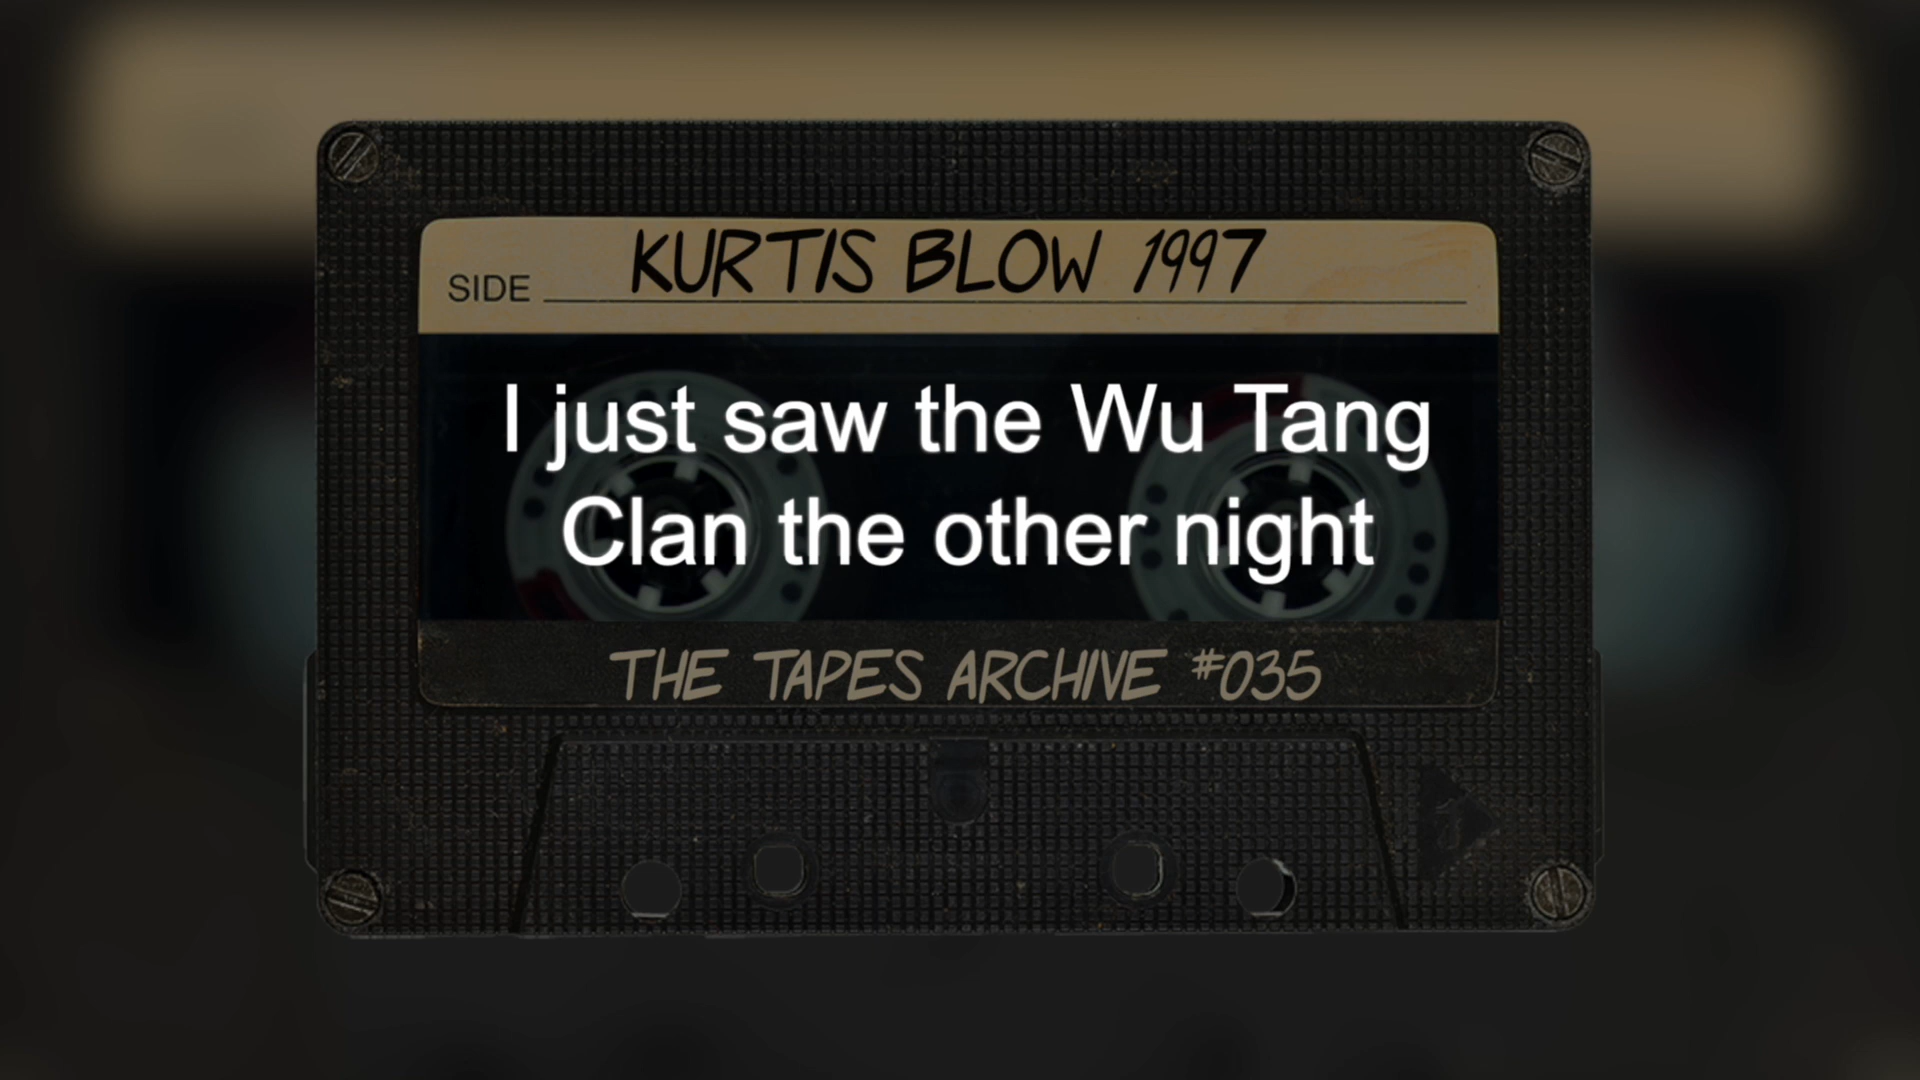 KURTIS BLOW 1997
SIDE
I just saw the Wu Tang
Clan the other night
THE TAPES ARCHIVE #035